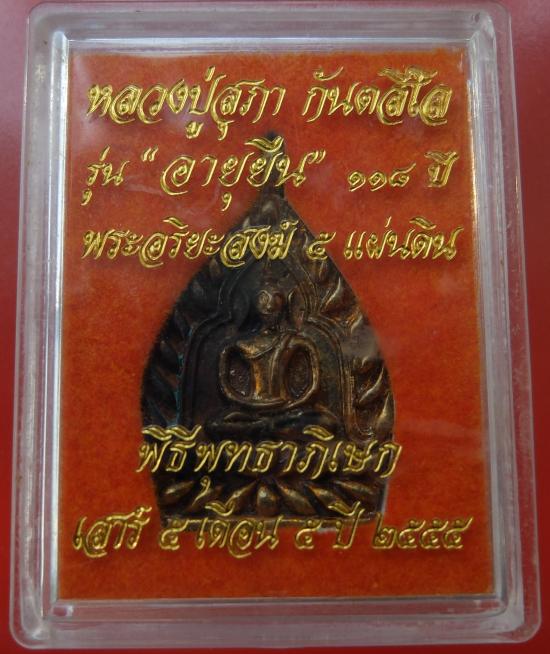 หลวงปู่สุภา กันตสีโล
รุ่น "อายุยืน" ๑๑๘ ปี
พระอริยะสงฆ์ ๕ แผ่นดิน
พิธีพุทธาภิเษก
เสาร์ ๕ เดือน ๕ ปี ๒๕๕๕